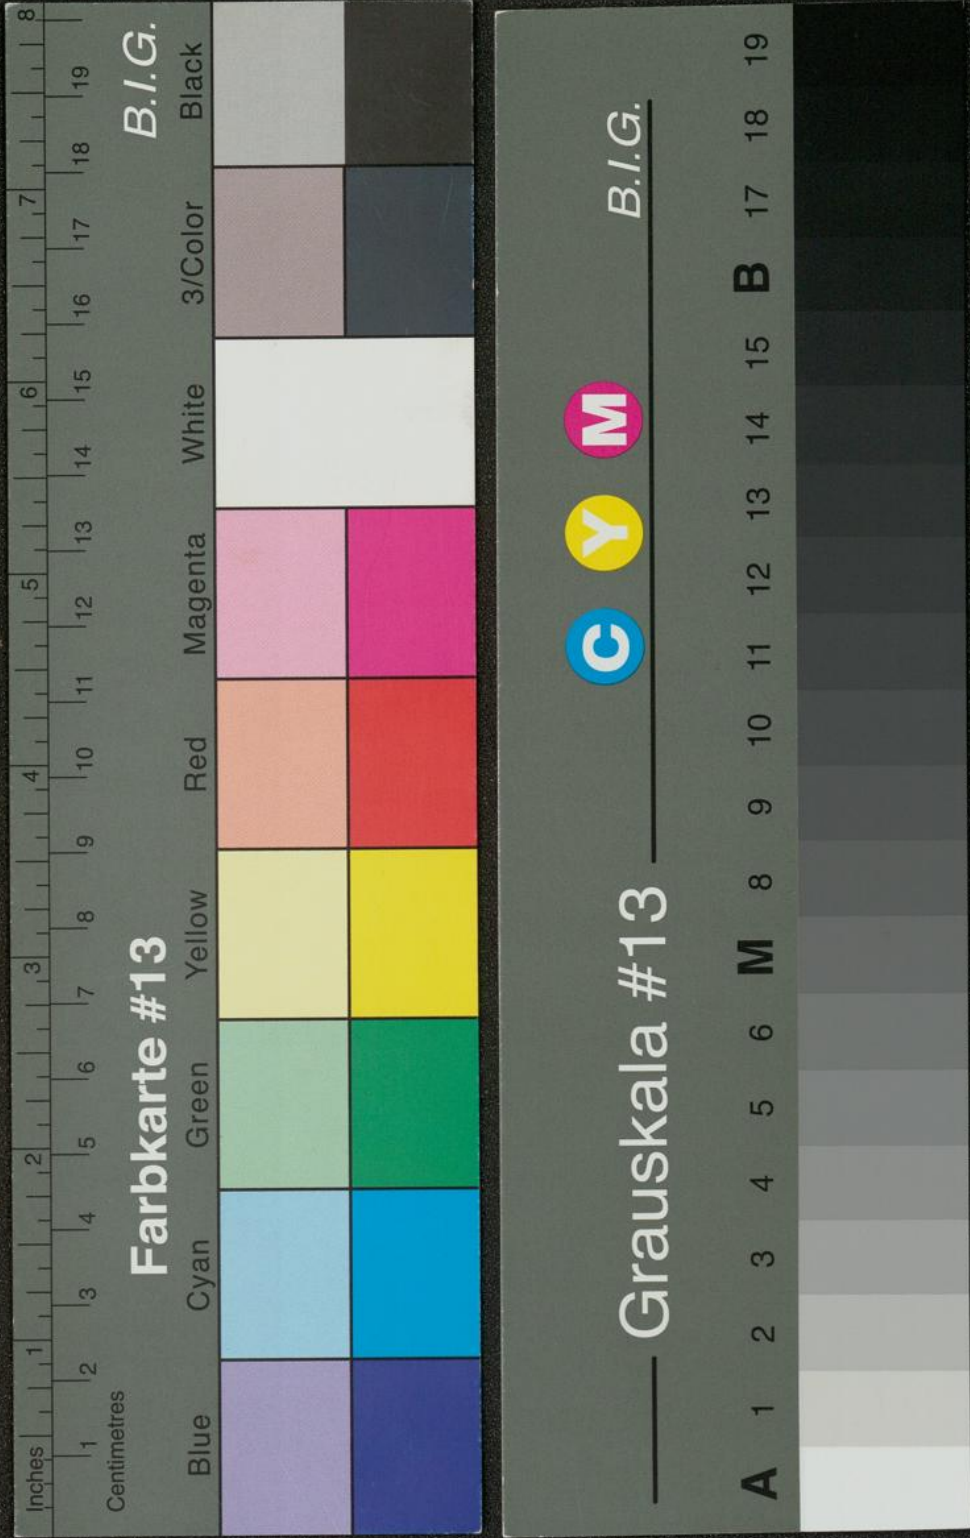 Inches 1 2 3 4 5 6 7 8
1 2 3 4 5 6 7 8 9 10 11 12 13 14 15 16 17 18 19
Centimetres
Farbkarte #13 B.I.G.
Blue Cyan Green Yellow Red Magenta White 3/Color Black
C Y M B.I.G.
Grauskala #13
A 1 2 3 4 5 6 M 8 9 10 11 12 13 14 15 B 17 18 19